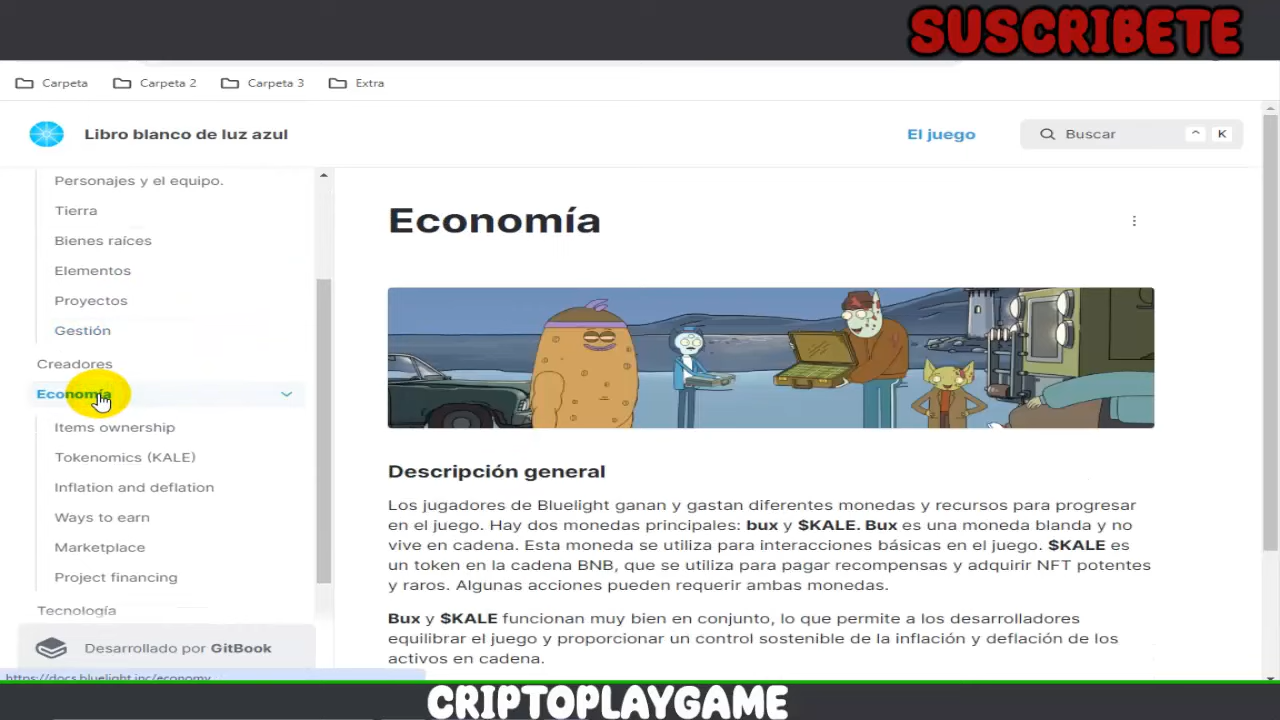 SUSCRIBETE
Carpeta
Carpeta 2
Carpeta 3
Extra
Libro blanco de luz azul
El juego
Buscar
^ K
Personajes y el equipo.
Tierra
Bienes raíces
Elementos
Proyectos
Gestión
Creadores
Economía
Items ownership
Tokenomics (KALE)
Inflation and deflation
Ways to earn
Marketplace
Project financing
Tecnología
Desarrollado por GitBook
https://docs.bluelight.inc/economy
Economía
Descripción general
Los jugadores de Bluelight ganan y gastan diferentes monedas y recursos para progresar
en el juego. Hay dos monedas principales: bux y $KALE. Bux es una moneda blanda y no
vive en cadena. Esta moneda se utiliza para interacciones básicas en el juego. $KALE es
un token en la cadena BNB, que se utiliza para pagar recompensas y adquirir NFT potentes
y raros. Algunas acciones pueden requerir ambas monedas.
Bux y $KALE funcionan muy bien en conjunto, lo que permite a los desarrolladores
equilibrar el juego y proporcionar un control sostenible de la inflación y deflación de los
activos en cadena.
CRIPTOPLAYGAME